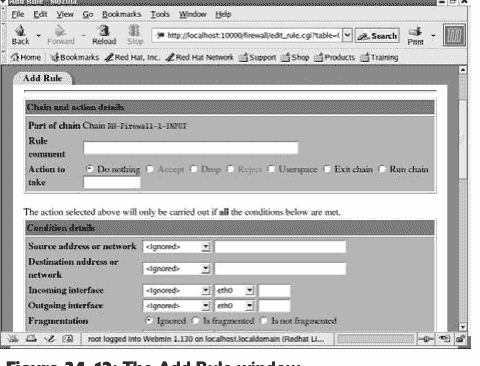 Add Rule - Mozilla
File Edit View Go Bookmarks Tools Window Help
Back Forward Reload Stop http://localhost:10000/firewall/edit_rule.cgi?table= Search Print
Home Bookmarks Red Hat, Inc. Red Hat Network Support Shop Products Training
Add Rule
Chain and action details
Part of chain Chain RH-Firewall-1-INPUT
Rule comment
Action to take Do nothing Accept Drop Reject Userspace Exit chain Run chain
The action selected above will only be carried out if all the conditions below are met.
Condition details
Source address or network <Ignored>
Destination address or network <Ignored>
Incoming interface <Ignored> eth0
Outgoing interface <Ignored> eth0
Fragmentation Ignored Is fragmented Is not fragmented
root logged into Webmin 1.130 on localhost.localdomain (Redhat Li...
Figure 24-12: The Add Rule window